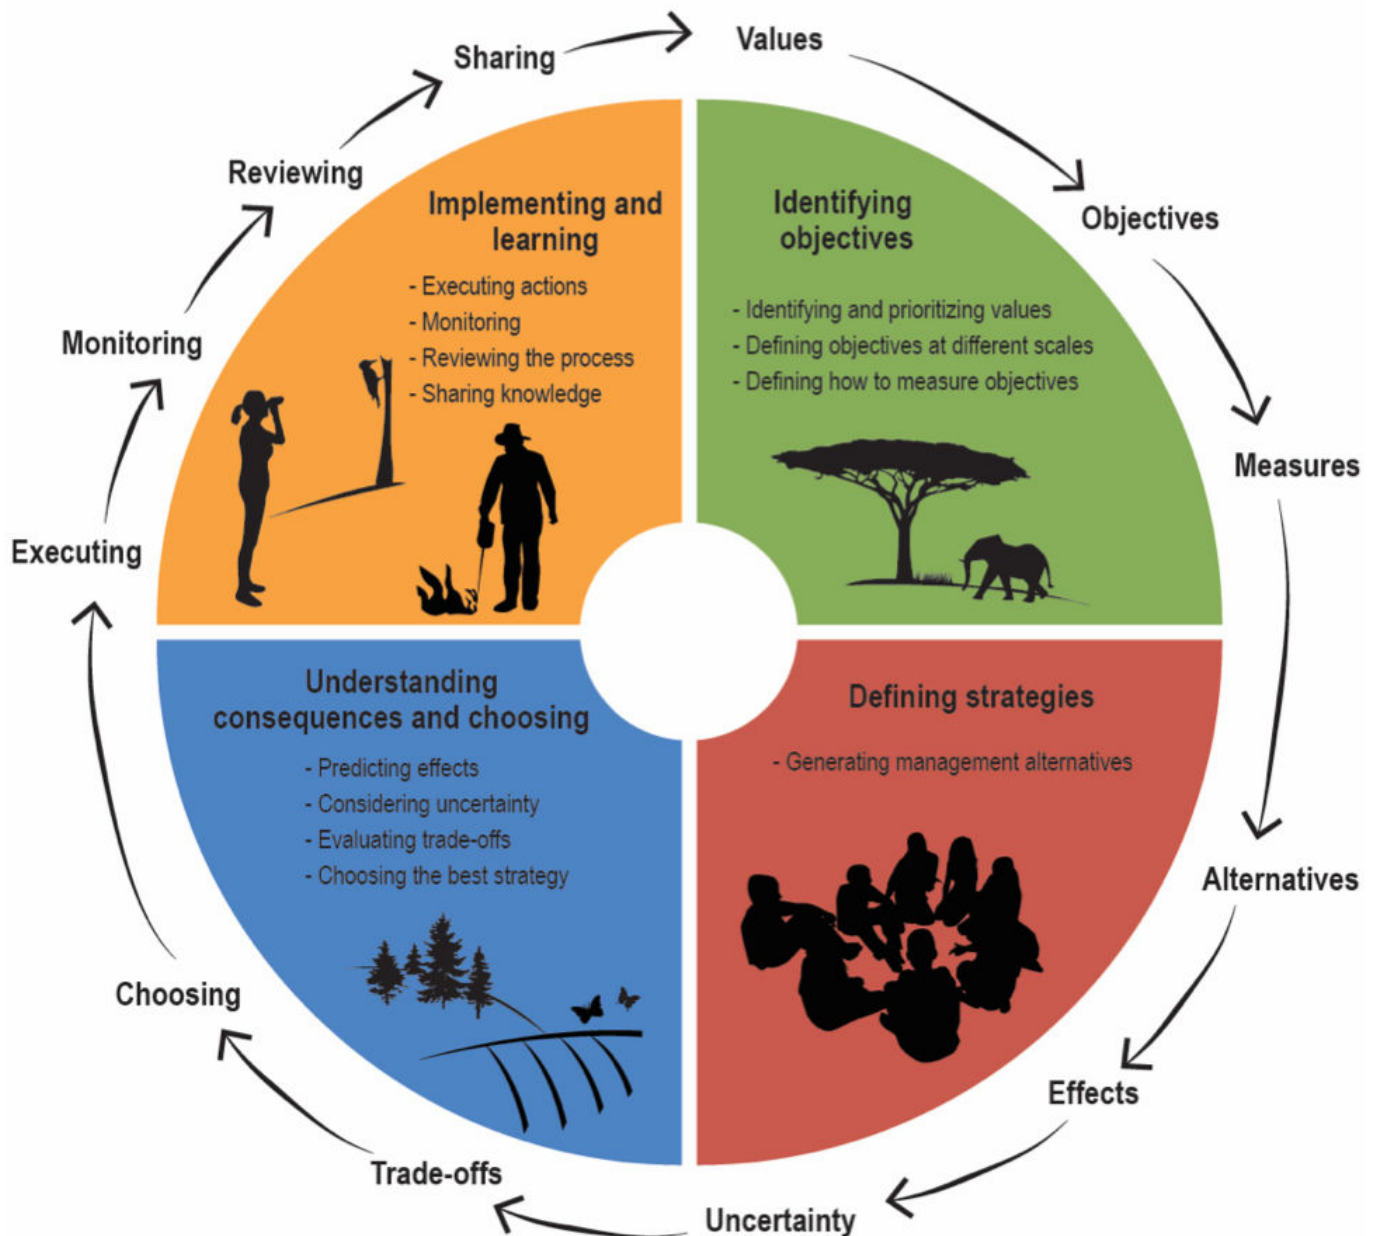 Sharing
Values
Reviewing
Objectives
Monitoring
Measures
Executing
Alternatives
Choosing
Effects
Trade-offs
Uncertainty
Implementing and
learning
- Executing actions
- Monitoring
- Reviewing the process
- Sharing knowledge
Identifying
objectives
- Identifying and prioritizing values
- Defining objectives at different scales
- Defining how to measure objectives
Understanding
consequences and choosing
- Predicting effects
- Considering uncertainty
- Evaluating trade-offs
- Choosing the best strategy
Defining strategies
- Generating management alternatives